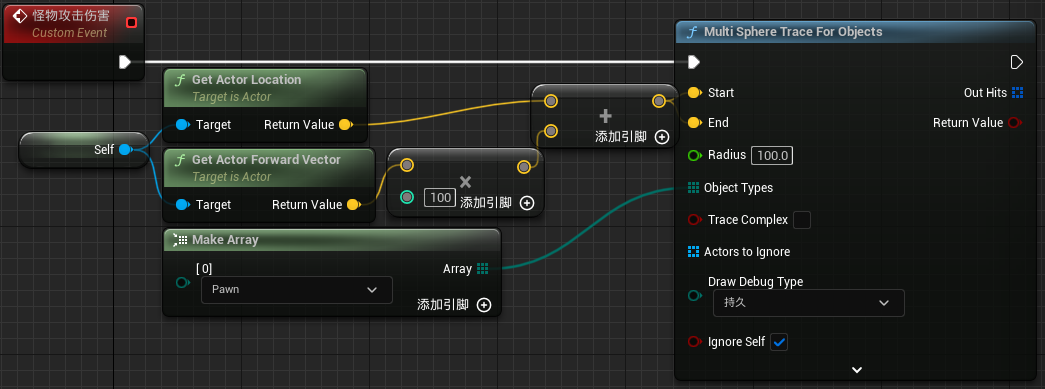 怪物攻击伤害
Custom Event
Self
Get Actor Location
Target is Actor
Target
Return Value
Get Actor Forward Vector
Target is Actor
Target
Return Value
100
添加引脚
添加引脚
Make Array
[ 0]
Pawn
Array
添加引脚
Multi Sphere Trace For Objects
Start
Out Hits
End
Return Value
Radius 100.0
Object Types
Trace Complex
Actors to Ignore
Draw Debug Type
持久
Ignore Self